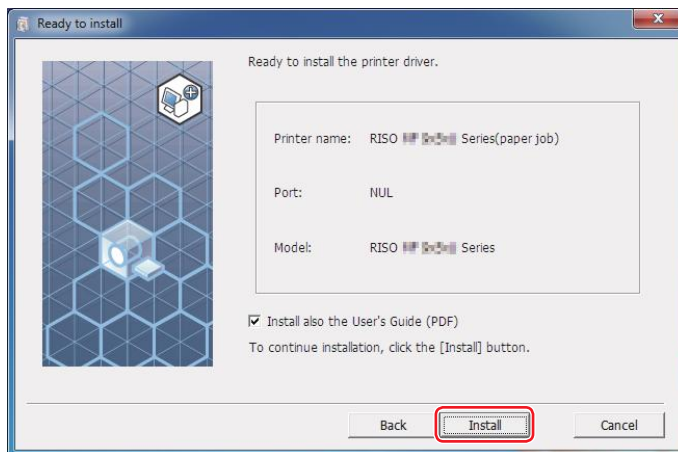 Ready to install
Ready to install the printer driver.
Printer name: RISO Series(paper job)
Port: NUL
Model: RISO Series
Install also the User's Guide (PDF)
To continue installation, click the [Install] button.
Back Install Cancel